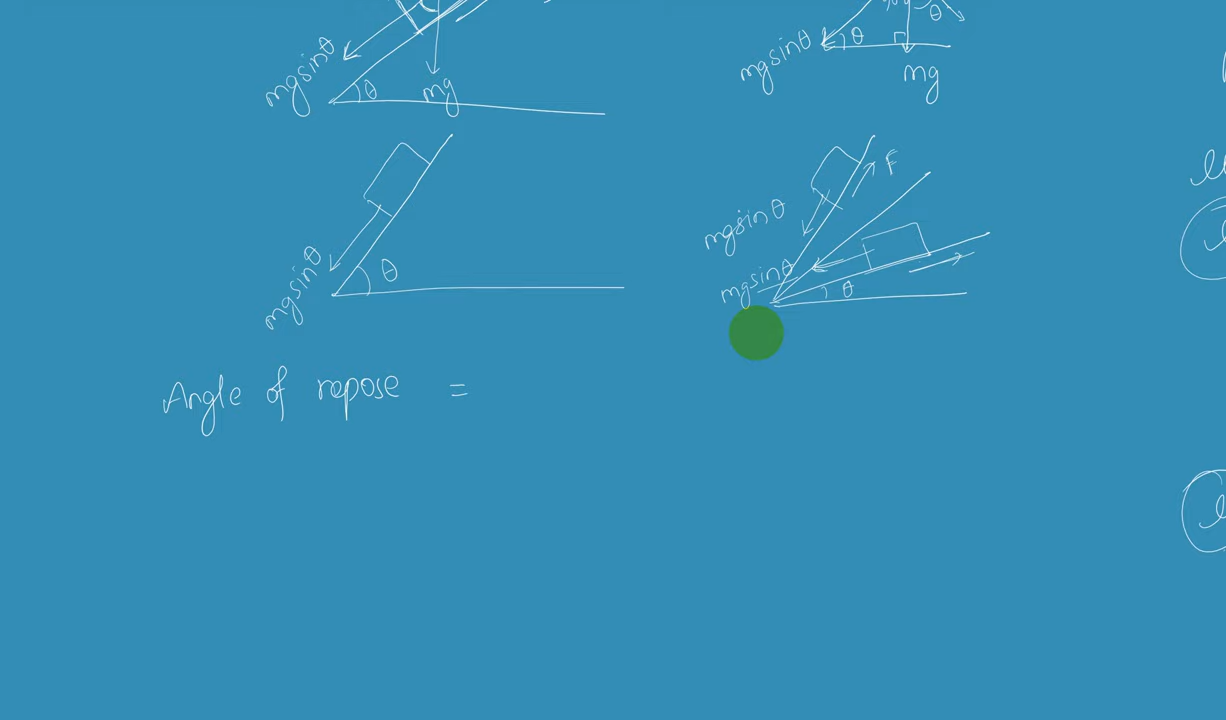 mgsinθ
θ
mg
mgsinθ
θ
θ
mg
mgsinθ
θ
F
mgsinθ
mgsinθ
θ
Angle of repose =